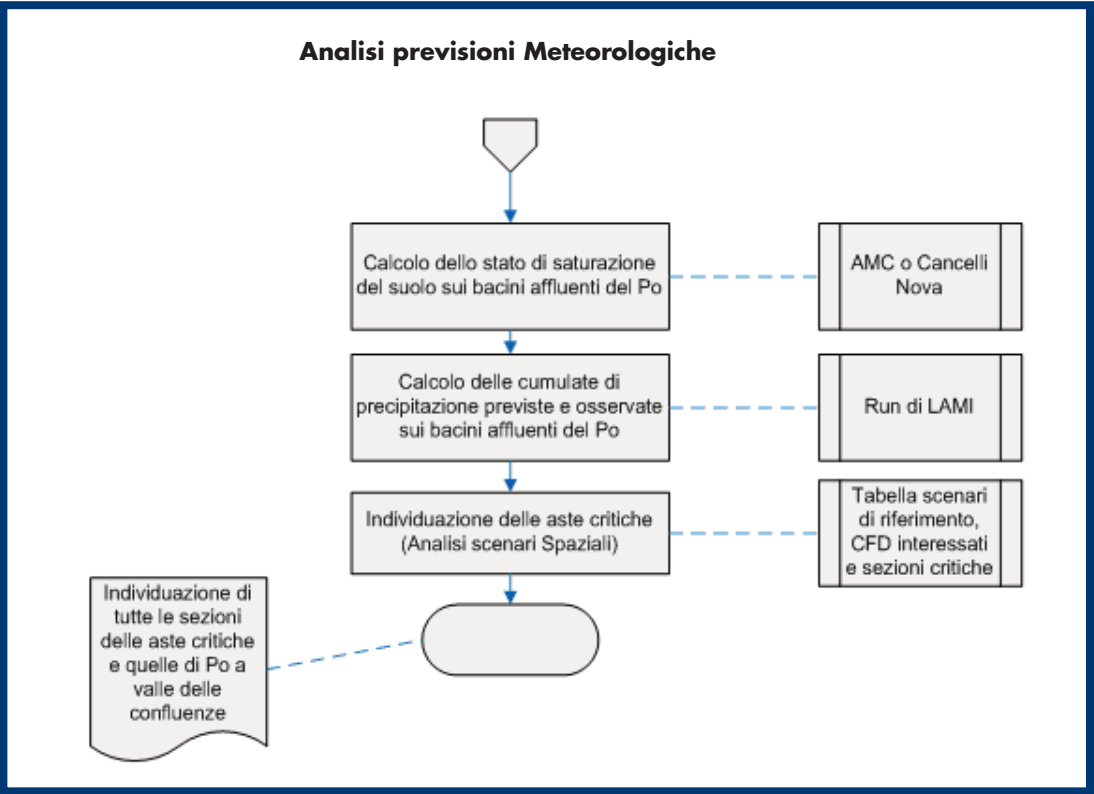 Analisi previsioni Meteorologiche
Calcolo dello stato di saturazione
del suolo sui bacini affluenti del Po
AMC o Cancelli
Nova
Calcolo delle cumulate di
precipitazione previste e osservate
sui bacini affluenti del Po
Run di LAMI
Individuazione delle aste critiche
(Analisi scenari Spaziali)
Tabella scenari
di riferimento,
CFD interessati
e sezioni critiche
Individuazione di
tutte le sezioni
delle aste critiche
e quelle di Po a
valle delle
confluenze